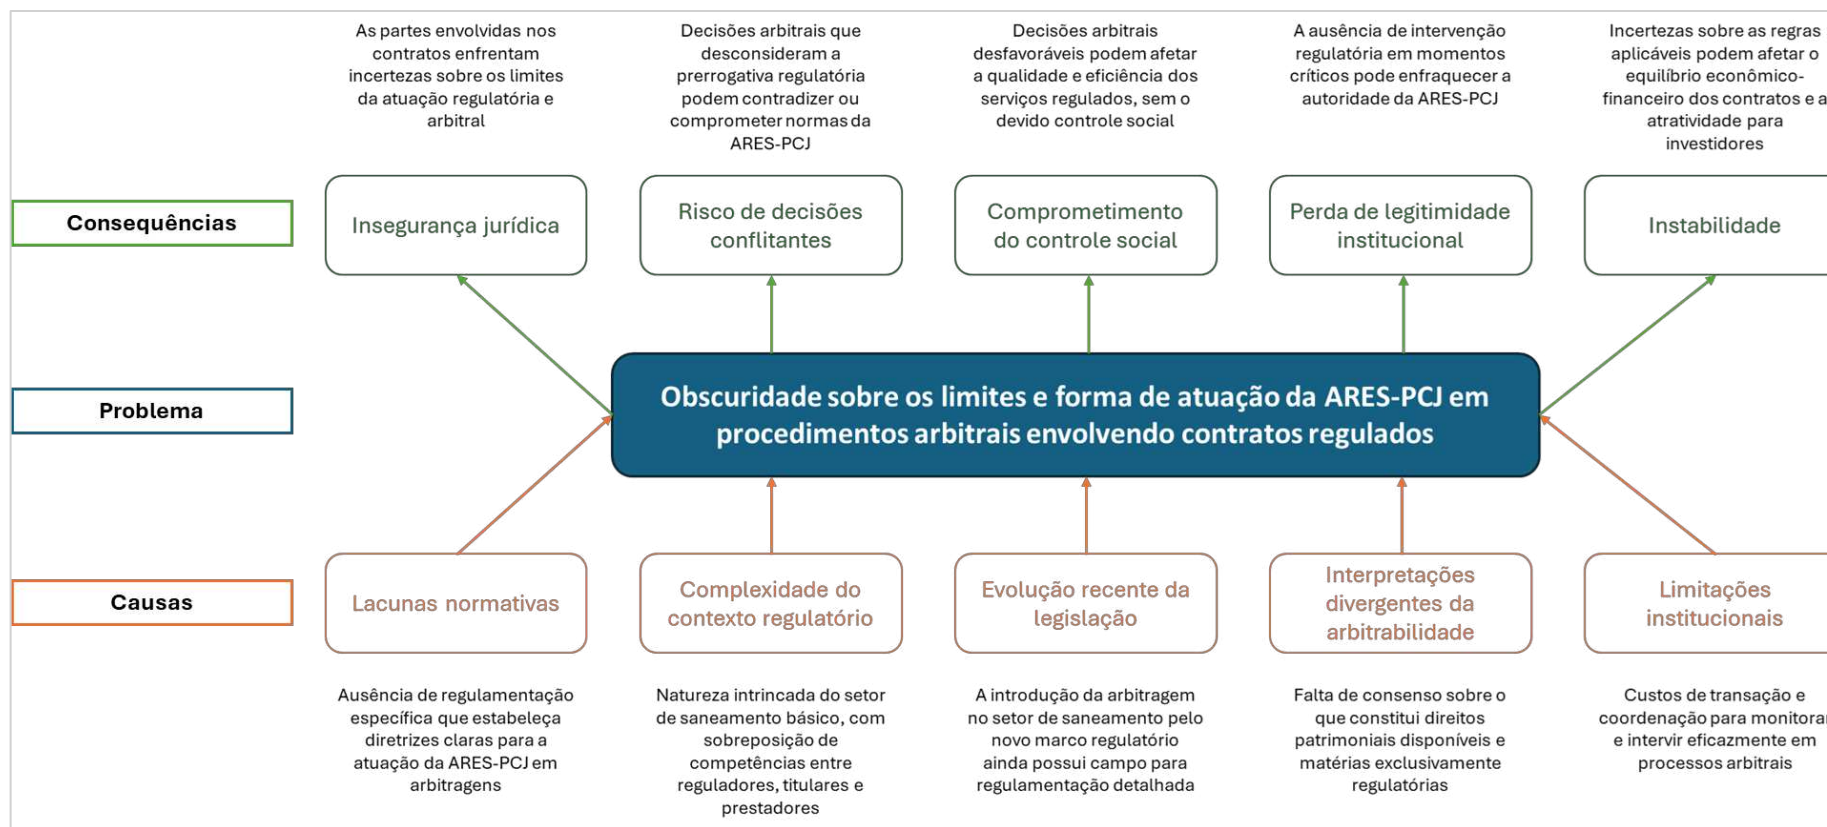 As partes envolvidas nos
contratos enfrentam
incertezas sobre os limites
da atuação regulatória e
arbitral
Decisões arbitrais que
desconsideram a
prerrogativa regulatória
podem contradizer ou
comprometer normas da
ARES-PCJ
Decisões arbitrais
desfavoráveis podem afetar
a qualidade e eficiência dos
serviços regulados, sem o
devido controle social
A ausência de intervenção
regulatória em momentos
críticos pode enfraquecer a
autoridade da ARES-PCJ
Incertezas sobre as regras
aplicáveis podem afetar o
equilíbrio econômico-
financeiro dos contratos e a
atratividade para
investidores
Consequências
Insegurança jurídica
Risco de decisões
conflitantes
Comprometimento
do controle social
Perda de legitimidade
institucional
Instabilidade
Problema
Obscuridade sobre os limites e forma de atuação da ARES-PCJ em
procedimentos arbitrais envolvendo contratos regulados
Causas
Lacunas normativas
Complexidade do
contexto regulatório
Evolução recente da
legislação
Interpretações
divergentes da
arbitrabilidade
Limitações
institucionais
Ausência de regulamentação
específica que estabeleça
diretrizes claras para a
atuação da ARES-PCJ em
arbitragens
Natureza intrincada do setor
de saneamento básico, com
sobreposição de
competências entre
reguladores, titulares e
prestadores
A introdução da arbitragem
no setor de saneamento pelo
novo marco regulatório
ainda possui campo para
regulamentação detalhada
Falta de consenso sobre o
que constitui direitos
patrimoniais disponíveis e
matérias exclusivamente
regulatórias
Custos de transação e
coordenação para monitorar
e intervir eficazmente em
processos arbitrais